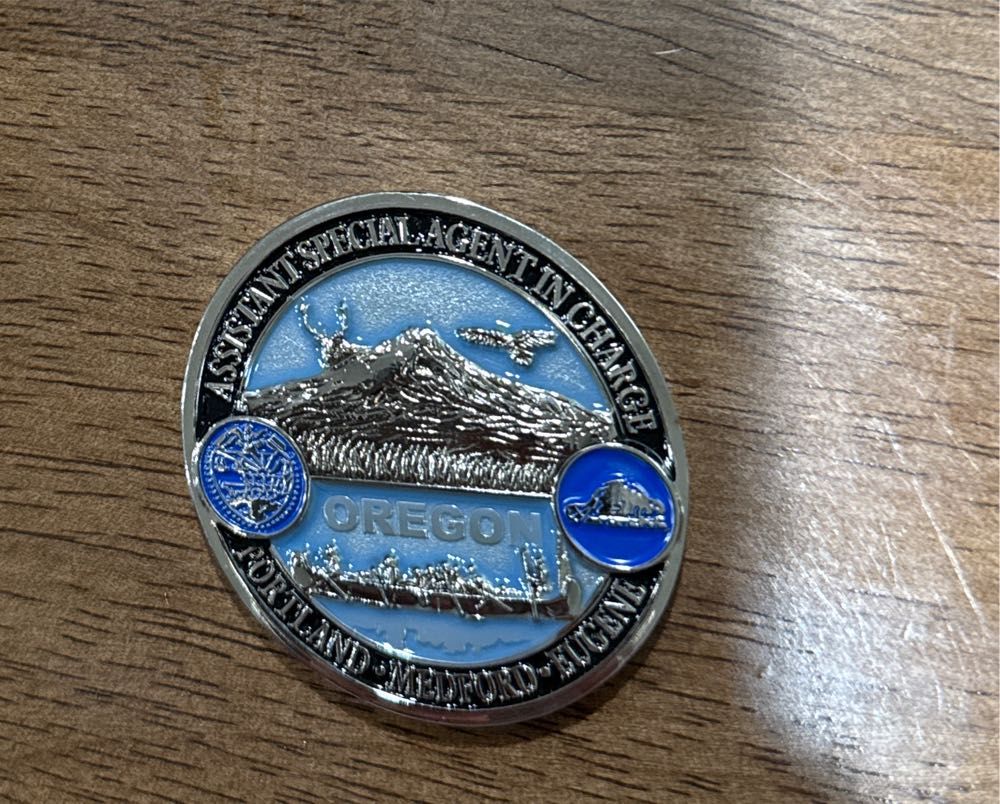 ASSISTANT SPECIAL AGENT IN CHARGE
OREGON
PORTLAND • MEDFORD • EUGENE